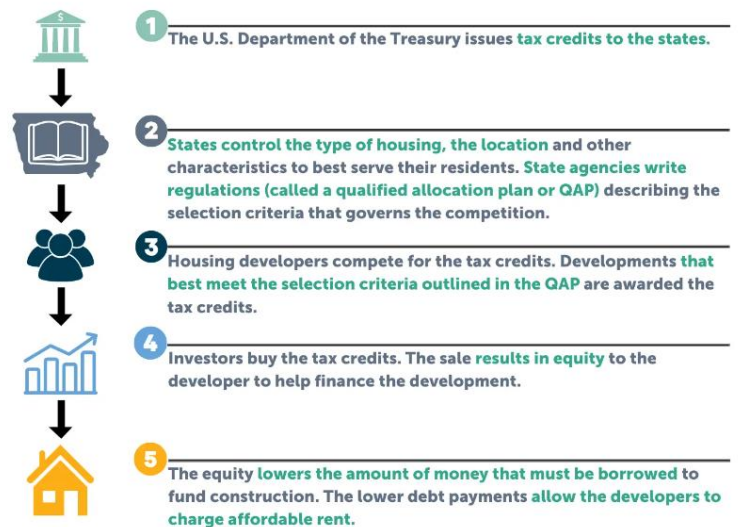 $
1
The U.S. Department of the Treasury issues tax credits to the states.
2
States control the type of housing, the location and other
characteristics to best serve their residents. State agencies write
regulations (called a qualified allocation plan or QAP) describing the
selection criteria that governs the competition.
3
Housing developers compete for the tax credits. Developments that
best meet the selection criteria outlined in the QAP are awarded the
tax credits.
4
Investors buy the tax credits. The sale results in equity to the
developer to help finance the development.
5
The equity lowers the amount of money that must be borrowed to
fund construction. The lower debt payments allow the developers to
charge affordable rent.